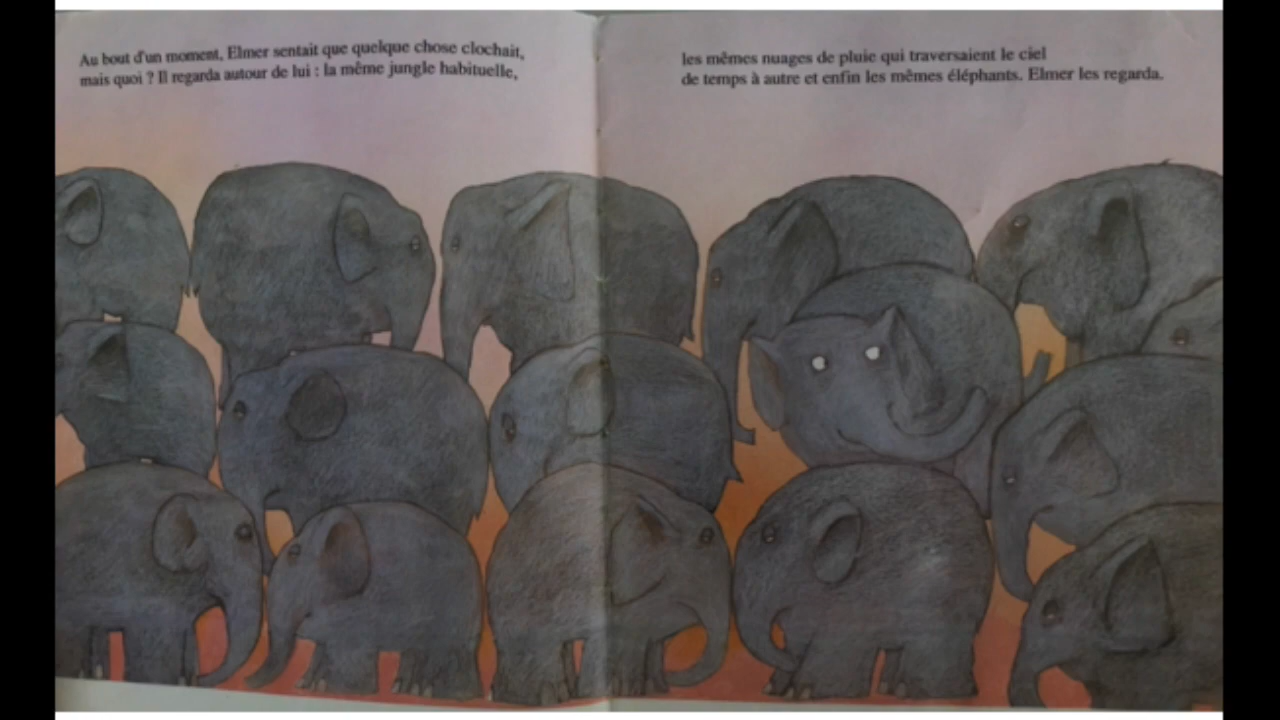 Au bout d'un moment, Elmer sentait que quelque chose clochait,
mais quoi ? Il regarda autour de lui : la même jungle habituelle,
les mêmes nuages de pluie qui traversaient le ciel
de temps à autre et enfin les mêmes éléphants. Elmer les regarda.